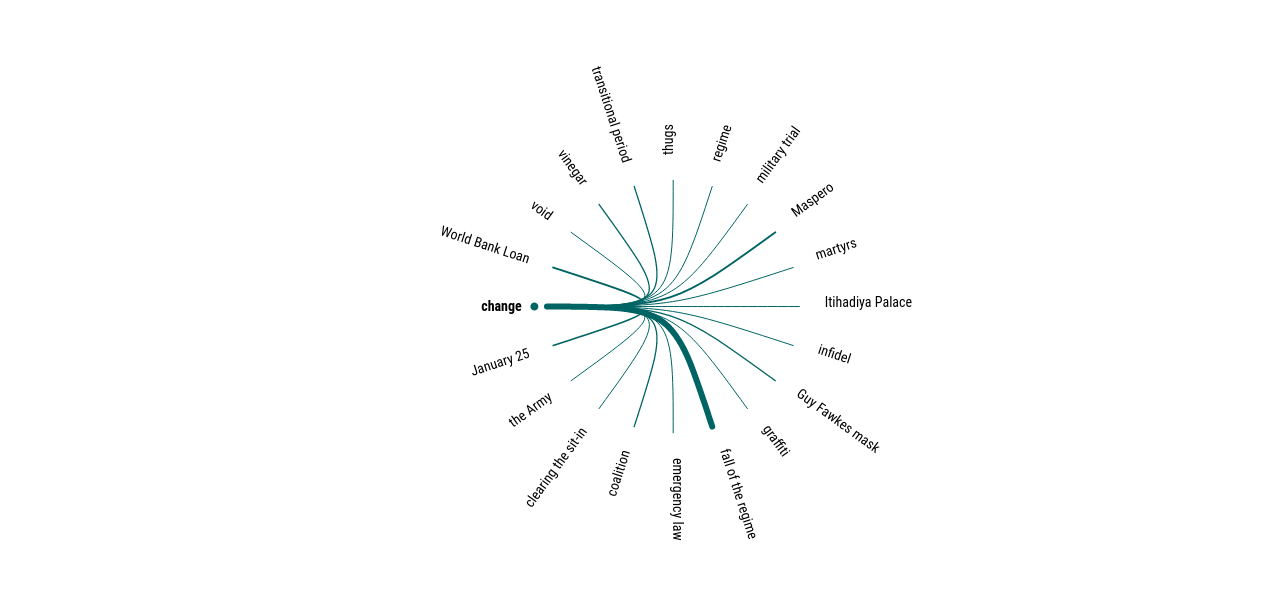 transitional period
thugs
regime
military trial
Maspero
martyrs
Itihadiya Palace
infidel
Guy Fawkes mask
graffiti
fall of the regime
emergency law
coalition
clearing the sit-in
the Army
January 25
change
World Bank Loan
void
vinegar